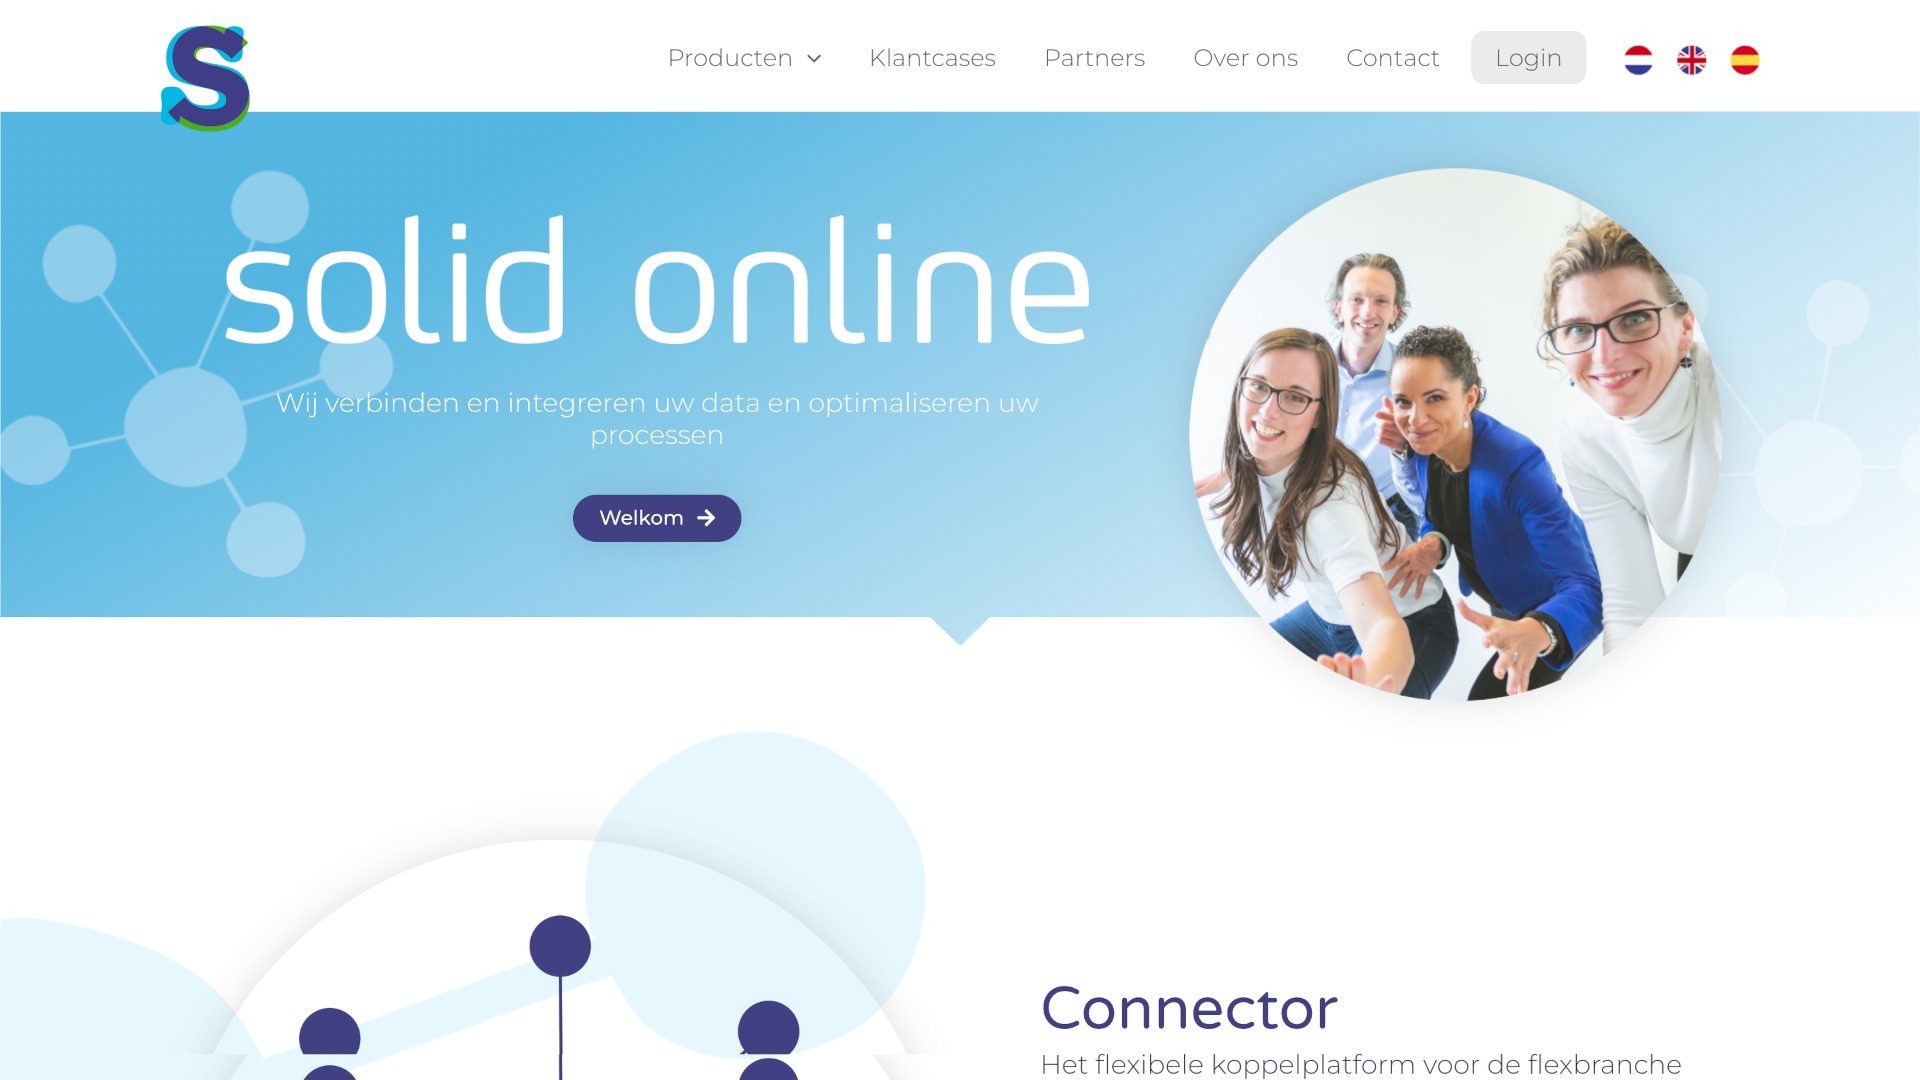 S
Producten
Klantcases
Partners
Over ons
Contact
Login
solid online
Wij verbinden en integreren uw data en optimaliseren uw
processen
Welkom
Connector
Het flexibele koppelplatform voor de flexbranche